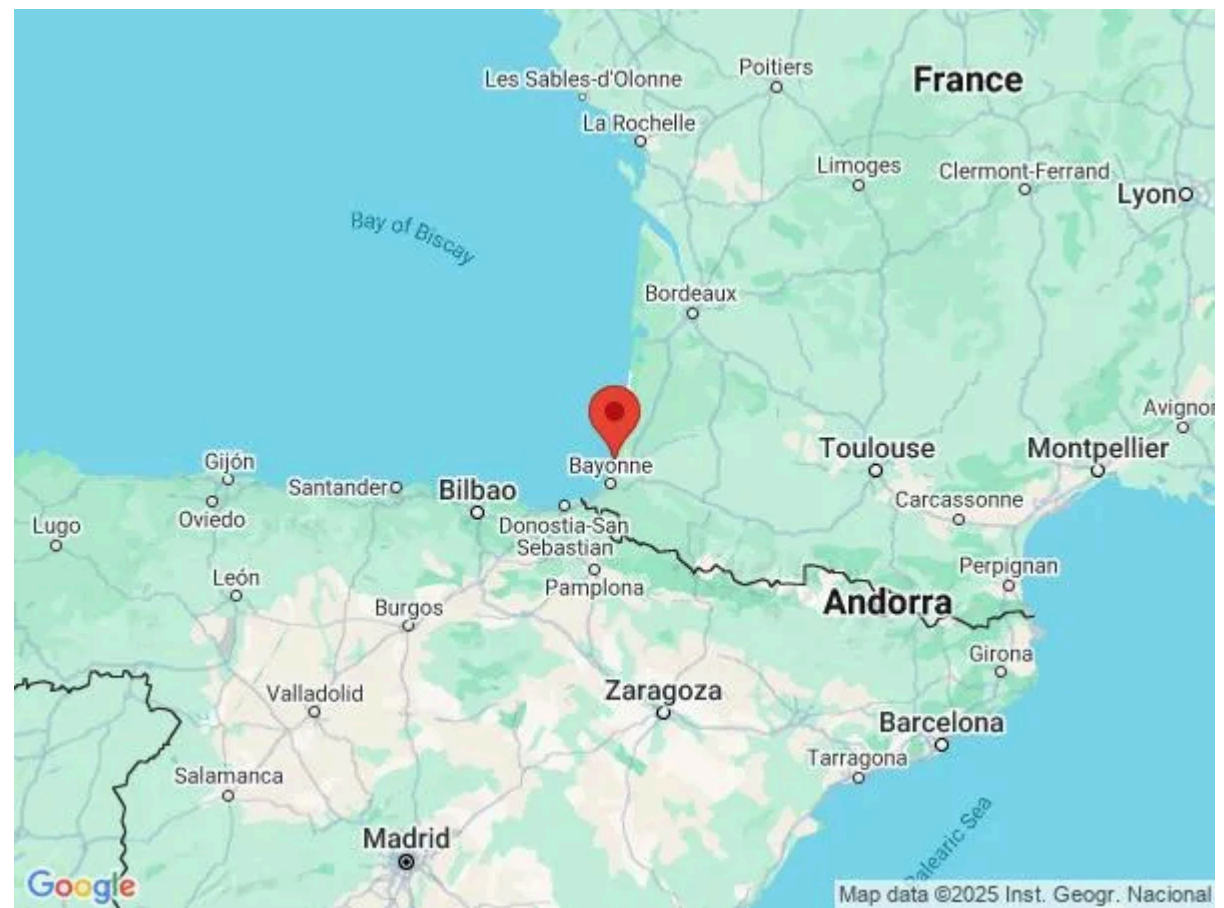 Poitiers
France
Les Sables-d'Olonne
La Rochelle
Limoges
Clermont-Ferrand
Lyon
Bay of Biscay
Bordeaux
Avignon
Toulouse
Montpellier
Bayonne
Gijón
Santander
Bilbao
Carcassonne
Oviedo
Lugo
Donostia-San
Sebastian
Perpignan
León
Pamplona
Andorra
Burgos
Girona
Valladolid
Zaragoza
Barcelona
Tarragona
Salamanca
Madrid
Balearic Sea
Google
Map data ©2025 Inst. Geogr. Nacional